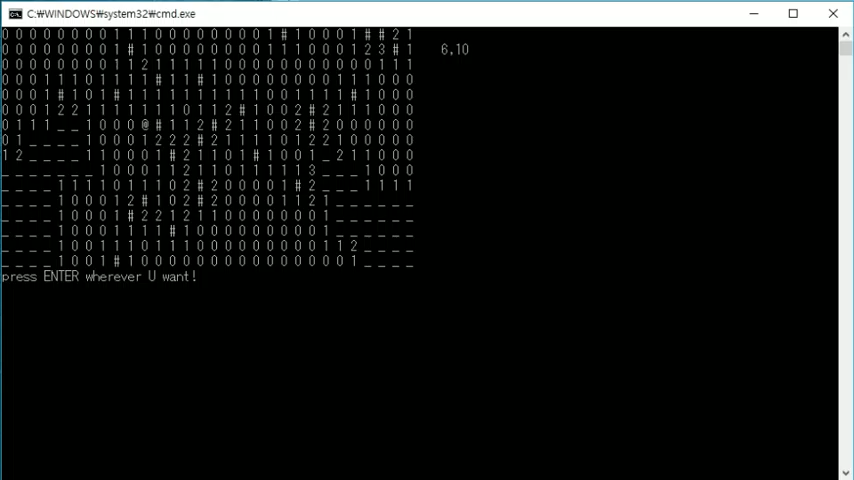 C:₩WINDOWS₩system32₩cmd.exe
0 0 0 0 0 0 0 0 1 1 1 0 0 0 0 0 0 0 0 1 # 1 0 0 0 1 # # 2 1
0 0 0 0 0 0 0 0 1 # 1 0 0 0 0 0 0 0 0 1 1 1 0 0 0 1 2 3 # 1 6,10
0 0 0 0 0 0 0 0 1 1 2 1 1 1 1 1 0 0 0 0 0 0 0 0 0 0 0 1 1 1
0 0 0 1 1 1 0 1 1 1 1 # 1 1 # 1 0 0 0 0 0 0 0 0 1 1 1 0 0 0
0 0 0 1 # 1 0 1 # 1 1 1 1 1 1 1 1 1 1 0 0 1 1 1 1 # 1 0 0 0
0 0 0 1 2 2 1 1 1 1 1 1 1 0 1 1 2 # 1 0 0 2 # 2 1 1 1 0 0 0
0 1 1 1 _ _ 1 0 0 0 @ # 1 1 2 # 2 1 1 0 0 2 # 2 0 0 0 0 0 0
0 1 _ _ _ _ 1 0 0 0 1 2 2 2 # 2 1 1 1 1 0 1 2 2 1 0 0 0 0 0
1 2 _ _ _ _ 1 1 0 0 0 1 # 2 1 1 0 1 # 1 0 0 1 _ 2 1 1 0 0 0
_ _ _ _ _ _ _ 1 0 0 0 1 1 2 1 1 0 1 1 1 1 1 3 _ _ _ 1 0 0 0
_ _ _ _ 1 1 1 1 0 1 1 1 0 2 # 2 0 0 0 0 1 # 2 _ _ _ 1 1 1 1
_ _ _ _ 1 0 0 0 1 2 # 1 0 2 # 2 0 0 0 0 1 1 2 1 _ _ _ _ _ _
_ _ _ _ 1 0 0 0 1 # 2 2 1 2 1 1 0 0 0 0 0 0 0 1 _ _ _ _ _ _
_ _ _ _ 1 0 0 0 1 1 1 1 # 1 0 0 0 0 0 0 0 0 0 1 _ _ _ _ _ _
_ _ _ _ 1 0 0 1 1 1 0 1 1 1 0 0 0 0 0 0 0 0 0 1 1 2 _ _ _ _
_ _ _ _ 1 0 0 1 # 1 0 0 0 0 0 0 0 0 0 0 0 0 0 0 0 1 _ _ _ _
press ENTER wherever U want!